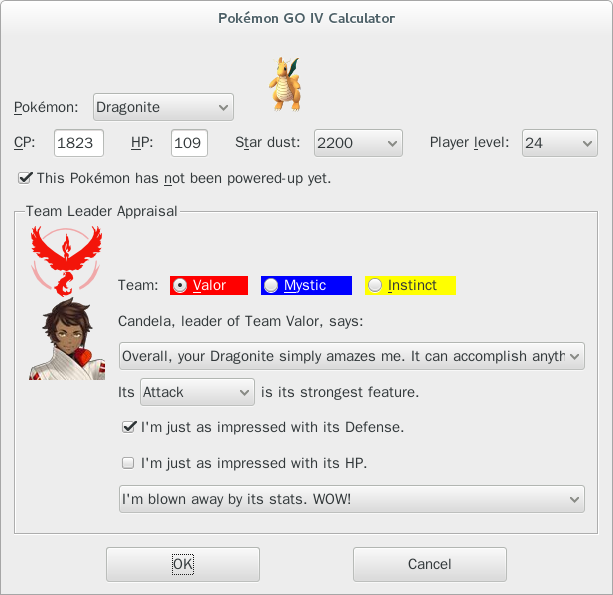 Pokémon GO IV Calculator
Pokémon: Dragonite
CP: 1823 HP: 109 Star dust: 2200 Player level: 24
This Pokémon has not been powered-up yet.
Team Leader Appraisal
Team: Valor Mystic Instinct
Candela, leader of Team Valor, says:
Overall, your Dragonite simply amazes me. It can accomplish anyth
Its Attack is its strongest feature.
I'm just as impressed with its Defense.
I'm just as impressed with its HP.
I'm blown away by its stats. WOW!
OK Cancel